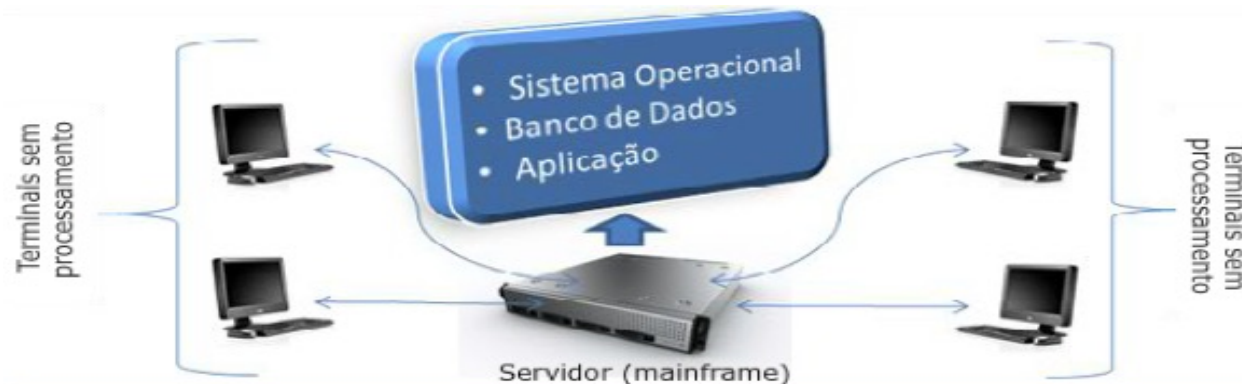 Terminais sem
processamento
• Sistema Operacional
• Banco de Dados
• Aplicação
Servidor (mainframe)
Terminais sem
processamento